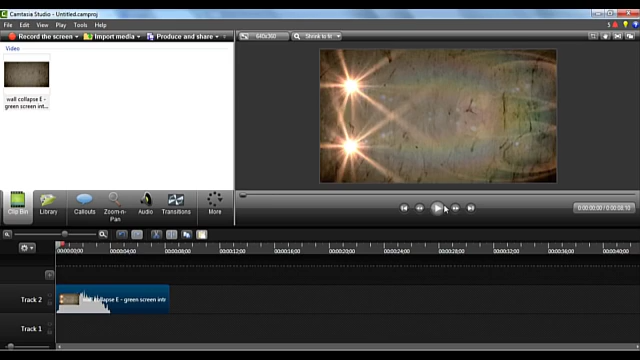 Camtasia Studio - Untitled.camproj
File Edit View Play Tools Help
Record the screen Import media Produce and share
640x360 Shrink to fit
Video
wall collapse E -
green screen int...
Clip Bin Library Callouts Zoom-n-
Pan Audio Transitions More
0:00:00;00 / 0:00:08;10
00:00:00;00 00:00:04;00 00:00:08;00 00:00:12;00 00:00:16;00 00:00:20;00 00:00:24;00 00:00:28;00 00:00:32;00 00:00:36;00 00:00:40;00
Track 2
wall collapse E - green screen intr
Track 1